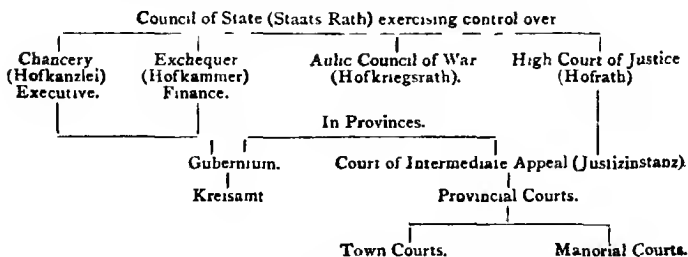 Council of State (Staats Rath) exercising control over
Chancery Exchequer Aulic Council of War High Court of Justice
(Hofkanzlei) (Hofkammer) (Hofkriegsrath). (Hofrath)
Executive. Finance.
In Provinces.
Gubernium. Court of Intermediate Appeal (Justizinstanz)
Kreisamt Provincial Courts.
Town Courts. Manorial Courts.